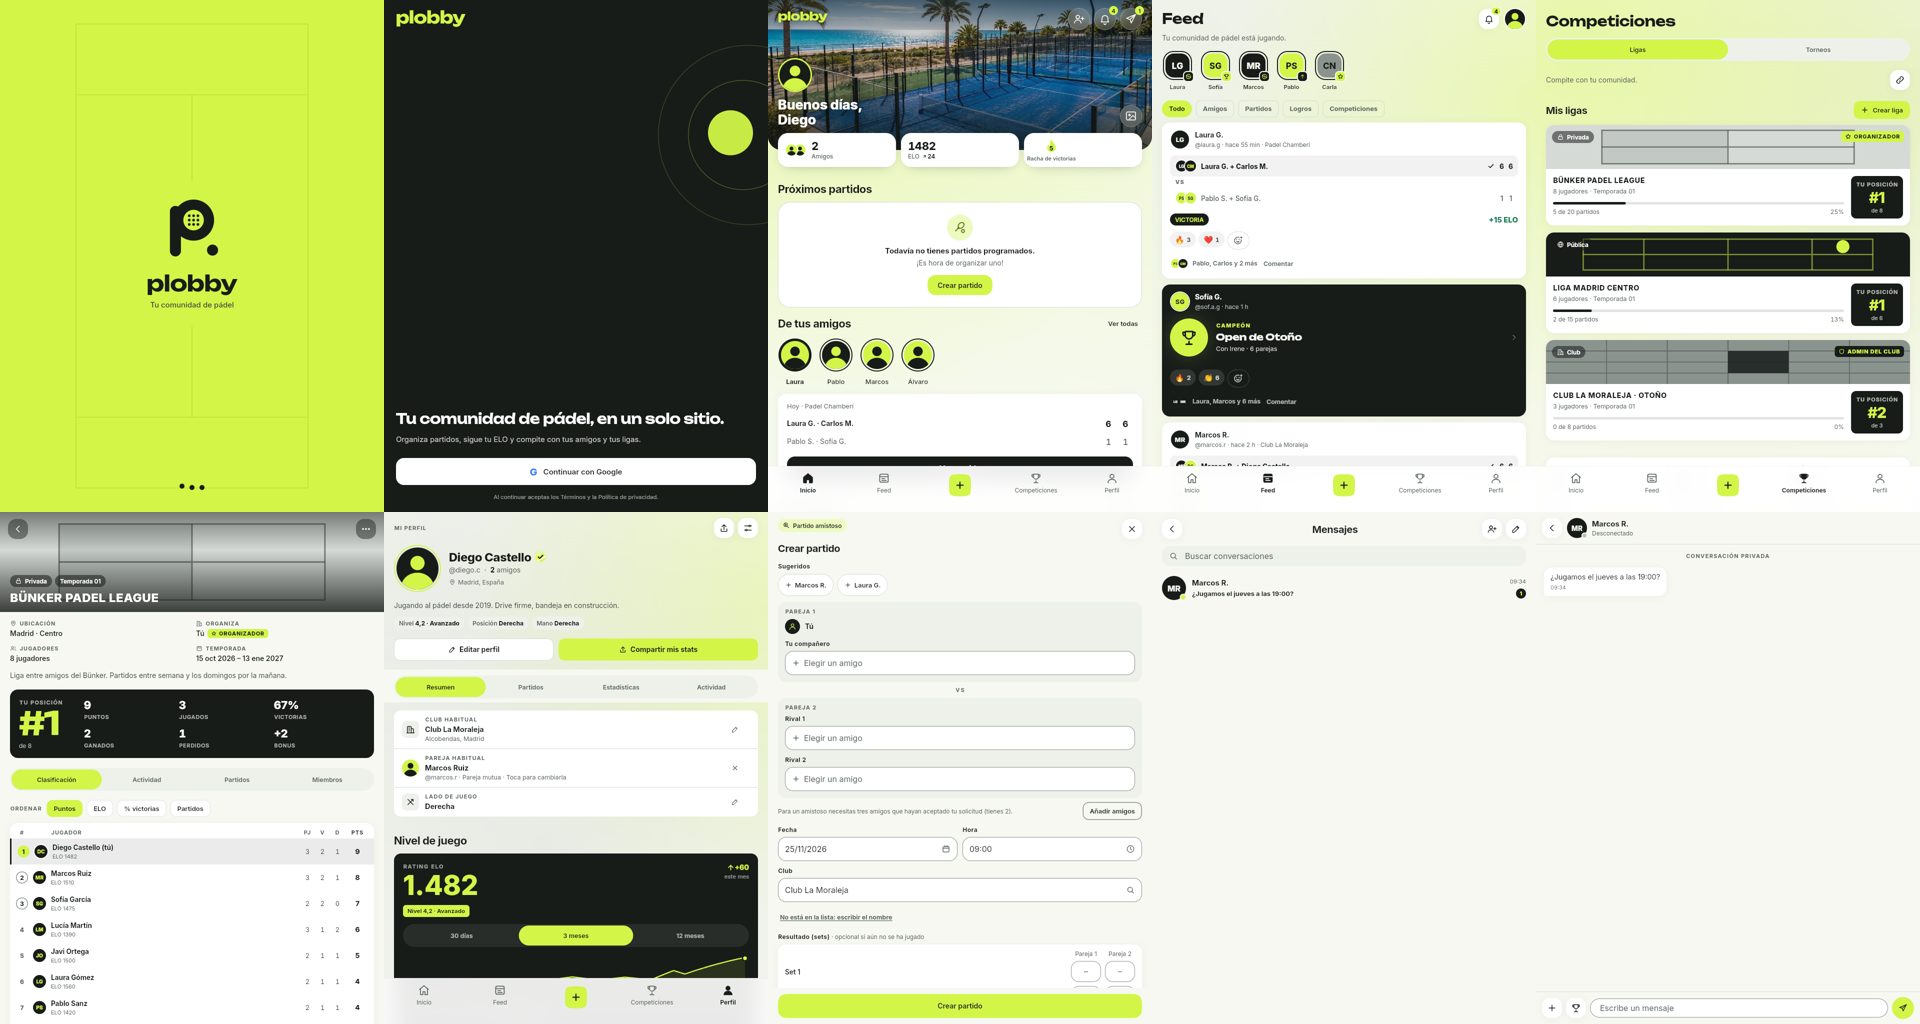 plobby
Tu comunidad de pádel
plobby
Tu comunidad de pádel, en un solo sitio.
Organiza partidos, sigue tu ELO y compite con tus amigos y tus ligas.
G Continuar con Google
Al continuar aceptas los Términos y la Política de privacidad.
plobby
4
1
Buenos días,
Diego
2
Amigos
1482
ELO ↗24
5
Racha de victorias
Próximos partidos
Todavía no tienes partidos programados.
¡Es hora de organizar uno!
Crear partido
De tus amigos
Ver todas
Laura
Pablo
Marcos
Álvaro
Hoy · Padel Chamberí
Laura G. · Carlos M. 6 6
Pablo S. · Sofía G. 1 1
Inicio
Feed
Competiciones
Perfil
Feed
4
Tu comunidad de pádel está jugando.
LG
SG
MR
PS
CN
Laura
Sofía
Marcos
Pablo
Carla
Todo
Amigos
Partidos
Logros
Competiciones
LG
Laura G.
@laura.g · hace 55 min · Padel Chamberí
Laura G. + Carlos M. 6 6
VS
PS SG
Pablo S. + Sofía G. 1 1
VICTORIA
+15 ELO
3
1
Pablo, Carlos y 2 más Comentar
SG
Sofía G.
@sof.a.g · hace 1 h
CAMPEÓN
Open de Otoño
Con Irene · 6 parejas
2
6
Laura, Marcos y 6 más Comentar
MR
Marcos R.
@marcos.r · hace 2 h · Club La Moraleja
Inicio
Feed
Competiciones
Perfil
Competiciones
Ligas
Torneos
Compite con tu comunidad.
Mis ligas
+ Crear liga
Privada
ORGANIZADOR
BÜNKER PADEL LEAGUE
8 jugadores · Temporada 01
5 de 20 partidos
25%
TU POSICIÓN
#1
de 8
Pública
LIGA MADRID CENTRO
6 jugadores · Temporada 01
2 de 15 partidos
13%
TU POSICIÓN
#1
de 6
Club
ADMIN DEL CLUB
CLUB LA MORALEJA · OTOÑO
3 jugadores · Temporada 01
0 de 8 partidos
0%
TU POSICIÓN
#2
de 3
Inicio
Feed
Competiciones
Perfil
Privada
Temporada 01
BÜNKER PADEL LEAGUE
UBICACIÓN
Madrid · Centro
ORGANIZA
Tú ORGANIZADOR
JUGADORES
8 jugadores
TEMPORADA
15 oct 2026 – 13 ene 2027
Liga entre amigos del Bünker. Partidos entre semana y los domingos por la mañana.
TU POSICIÓN
#1
de 8
9
PUNTOS
3
JUGADOS
67%
VICTORIAS
2
GANADOS
1
PERDIDOS
+2
BONUS
Clasificación
Actividad
Partidos
Miembros
ORDENAR
Puntos
ELO
% victorias
Partidos
# JUGADOR PJ V D PTS
1 DC Diego Castello (tú) 3 2 1 9
ELO 1482
2 MR Marcos Ruiz 3 2 1 8
ELO 1510
3 SG Sofía García 2 2 0 7
ELO 1475
4 LM Lucía Martín 3 1 2 6
ELO 1390
5 JO Javi Ortega 2 1 1 5
ELO 1500
6 LG Laura Gómez 2 1 1 4
ELO 1560
7 PS Pablo Sanz 2 1 1 4
ELO 1420
MI PERFIL
Diego Castello
@diego.c · 2 amigos
Madrid, España
Jugando al pádel desde 2019. Drive firme, bandeja en construcción.
Nivel 4,2 · Avanzado
Posición Derecha
Mano Derecha
Editar perfil
Compartir mis stats
Resumen
Partidos
Estadísticas
Actividad
CLUB HABITUAL
Club La Moraleja
Alcobendas, Madrid
PAREJA HABITUAL
Marcos Ruiz
@marcos.r · Pareja mutua · Toca para cambiarla
LADO DE JUEGO
Derecha
Nivel de juego
RATING ELO
1.482
↑+60
este mes
Nivel 4,2 · Avanzado
30 días
3 meses
12 meses
Inicio
Feed
Competiciones
Perfil
Partido amistoso
Crear partido
Sugeridos
+ Marcos R.
+ Laura G.
PAREJA 1
Tú
Tu compañero
+ Elegir un amigo
VS
PAREJA 2
Rival 1
+ Elegir un amigo
Rival 2
+ Elegir un amigo
Para un amistoso necesitas tres amigos que hayan aceptado tu solicitud (tienes 2).
Añadir amigos
Fecha
25/11/2026
Hora
09:00
Club
Club La Moraleja
No está en la lista: escribir el nombre
Resultado (sets) · opcional si aún no se ha jugado
Pareja 1 Pareja 2
Set 1 – –
Crear partido
Mensajes
Buscar conversaciones
MR
Marcos R.
09:34
¿Jugamos el jueves a las 19:00?
1
MR
Marcos R.
Desconectado
CONVERSACIÓN PRIVADA
¿Jugamos el jueves a las 19:00?
09:34
Escribe un mensaje